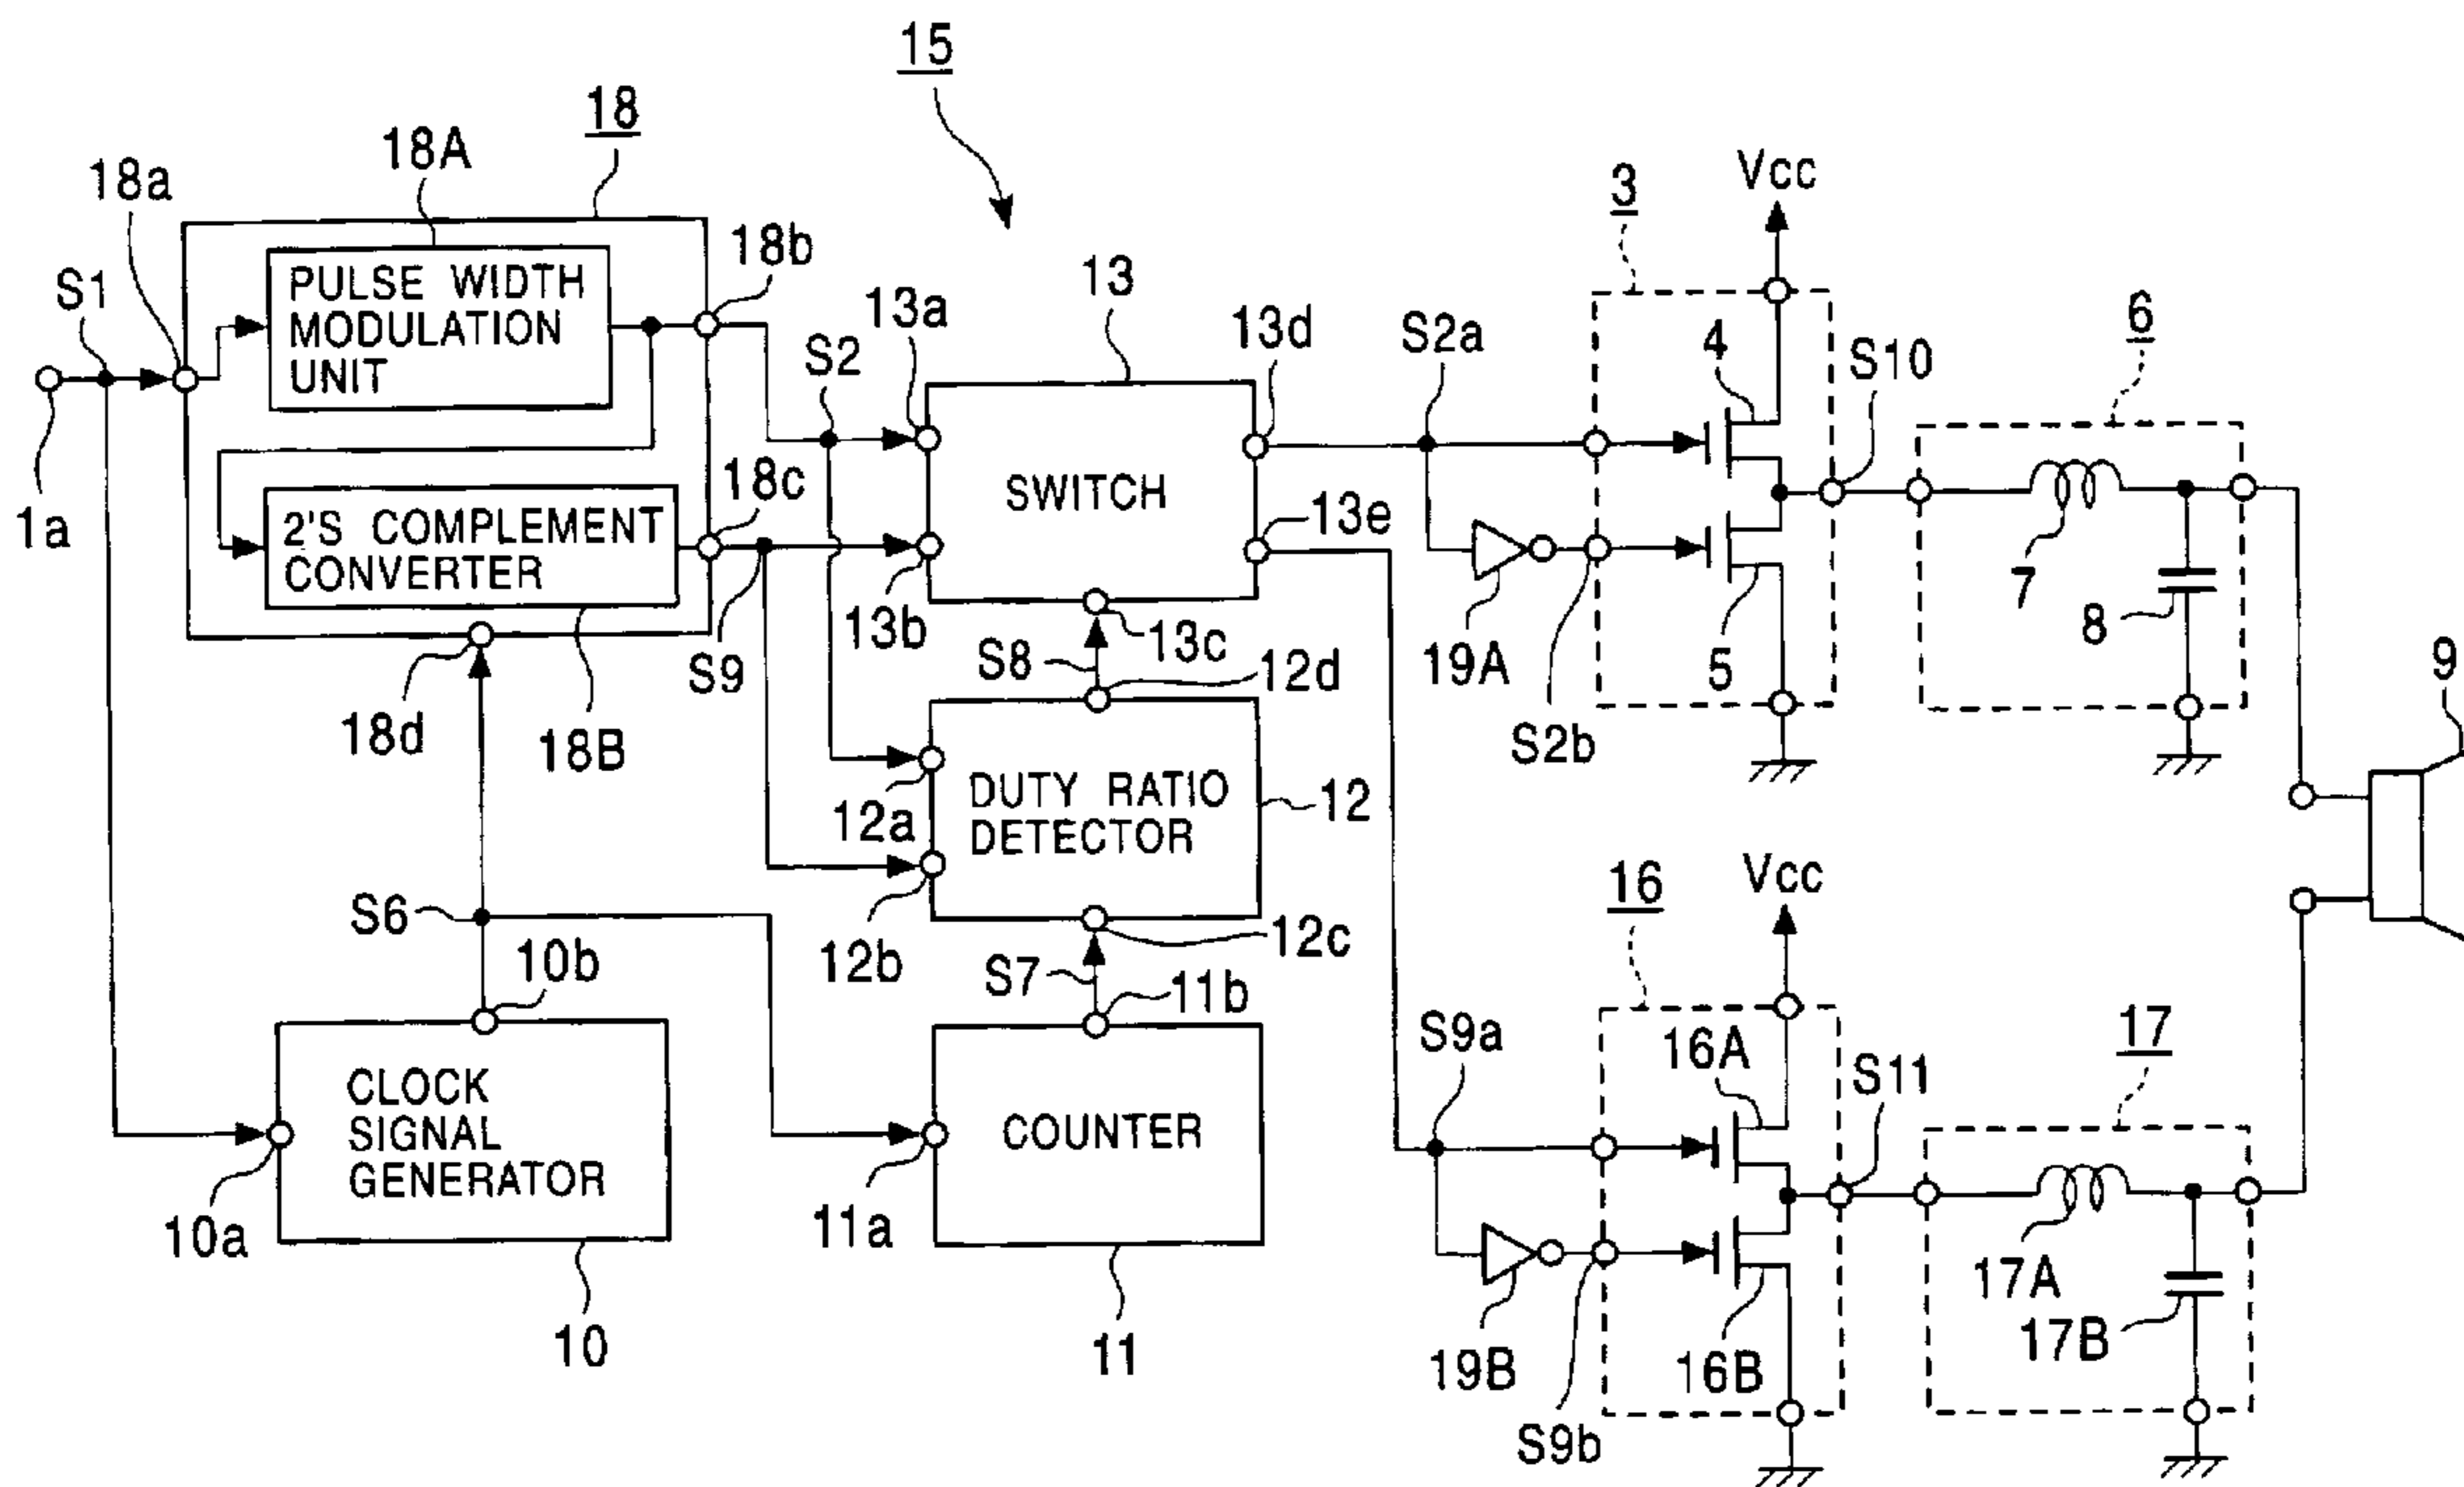 15
18
18A
18a
S1
1a
PULSE WIDTH
MODULATION
UNIT
18b
2'S COMPLEMENT
CONVERTER
18c
18d
18B
S9
S2
13a
13
13d
SWITCH
13e
13b
S8
13c
12d
12a
DUTY RATIO
DETECTOR
12
12b
12c
S6
10b
S7
11b
CLOCK
SIGNAL
GENERATOR
10a
10
COUNTER
11a
11
Vcc
3
S2a
4
S10
6
19A
5
S2b
7
8
9
Vcc
16
S9a
16A
S11
17
19B
16B
S9b
17A
17B